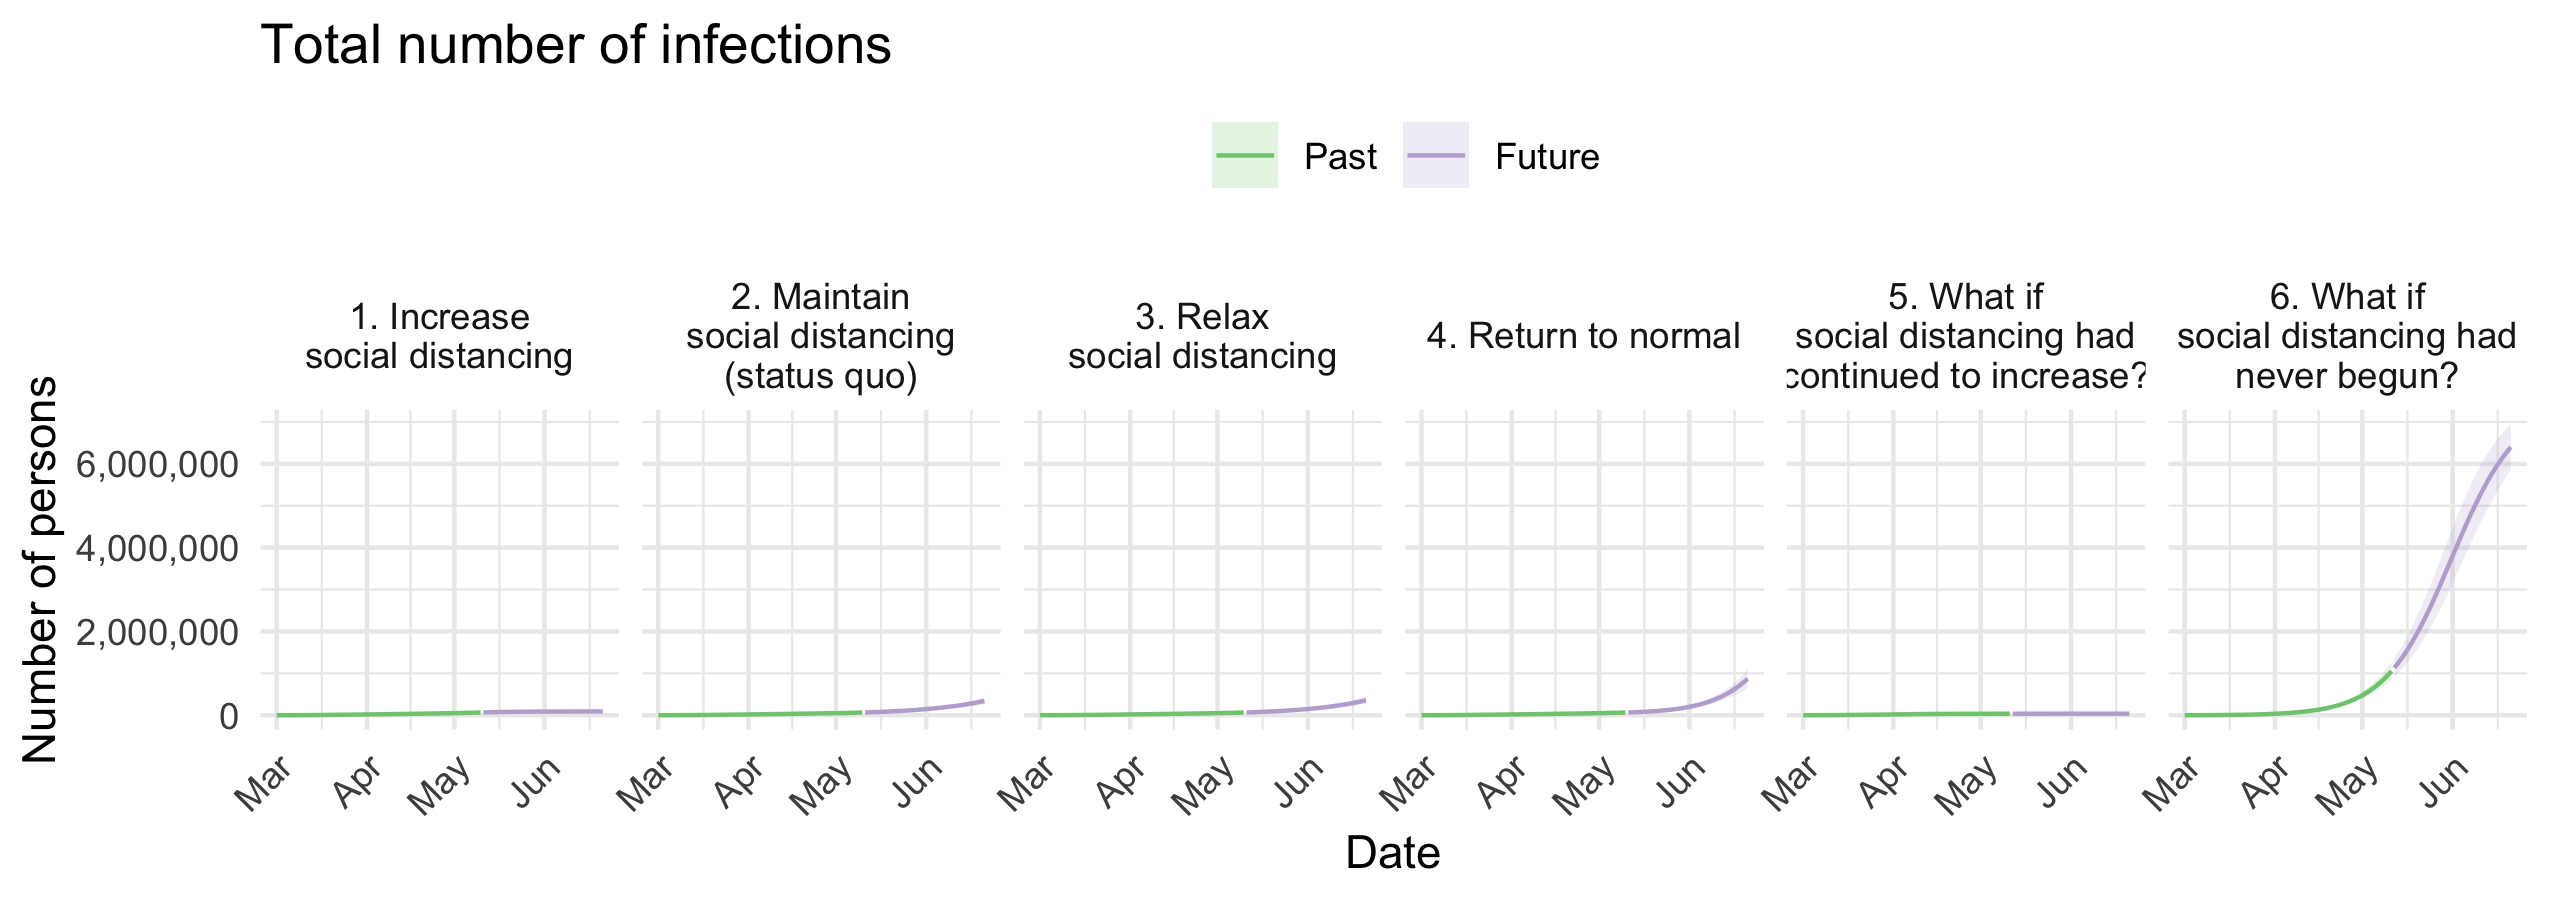 Total number of infections
Past
Future
1. Increase
social distancing
2. Maintain
social distancing
(status quo)
3. Relax
social distancing
4. Return to normal
5. What if
social distancing had
continued to increase?
6. What if
social distancing had
never begun?
Number of persons
6,000,000
4,000,000
2,000,000
0
Mar Apr May Jun
Mar Apr May Jun
Mar Apr May Jun
Mar Apr May Jun
Mar Apr May Jun
Mar Apr May Jun
Date